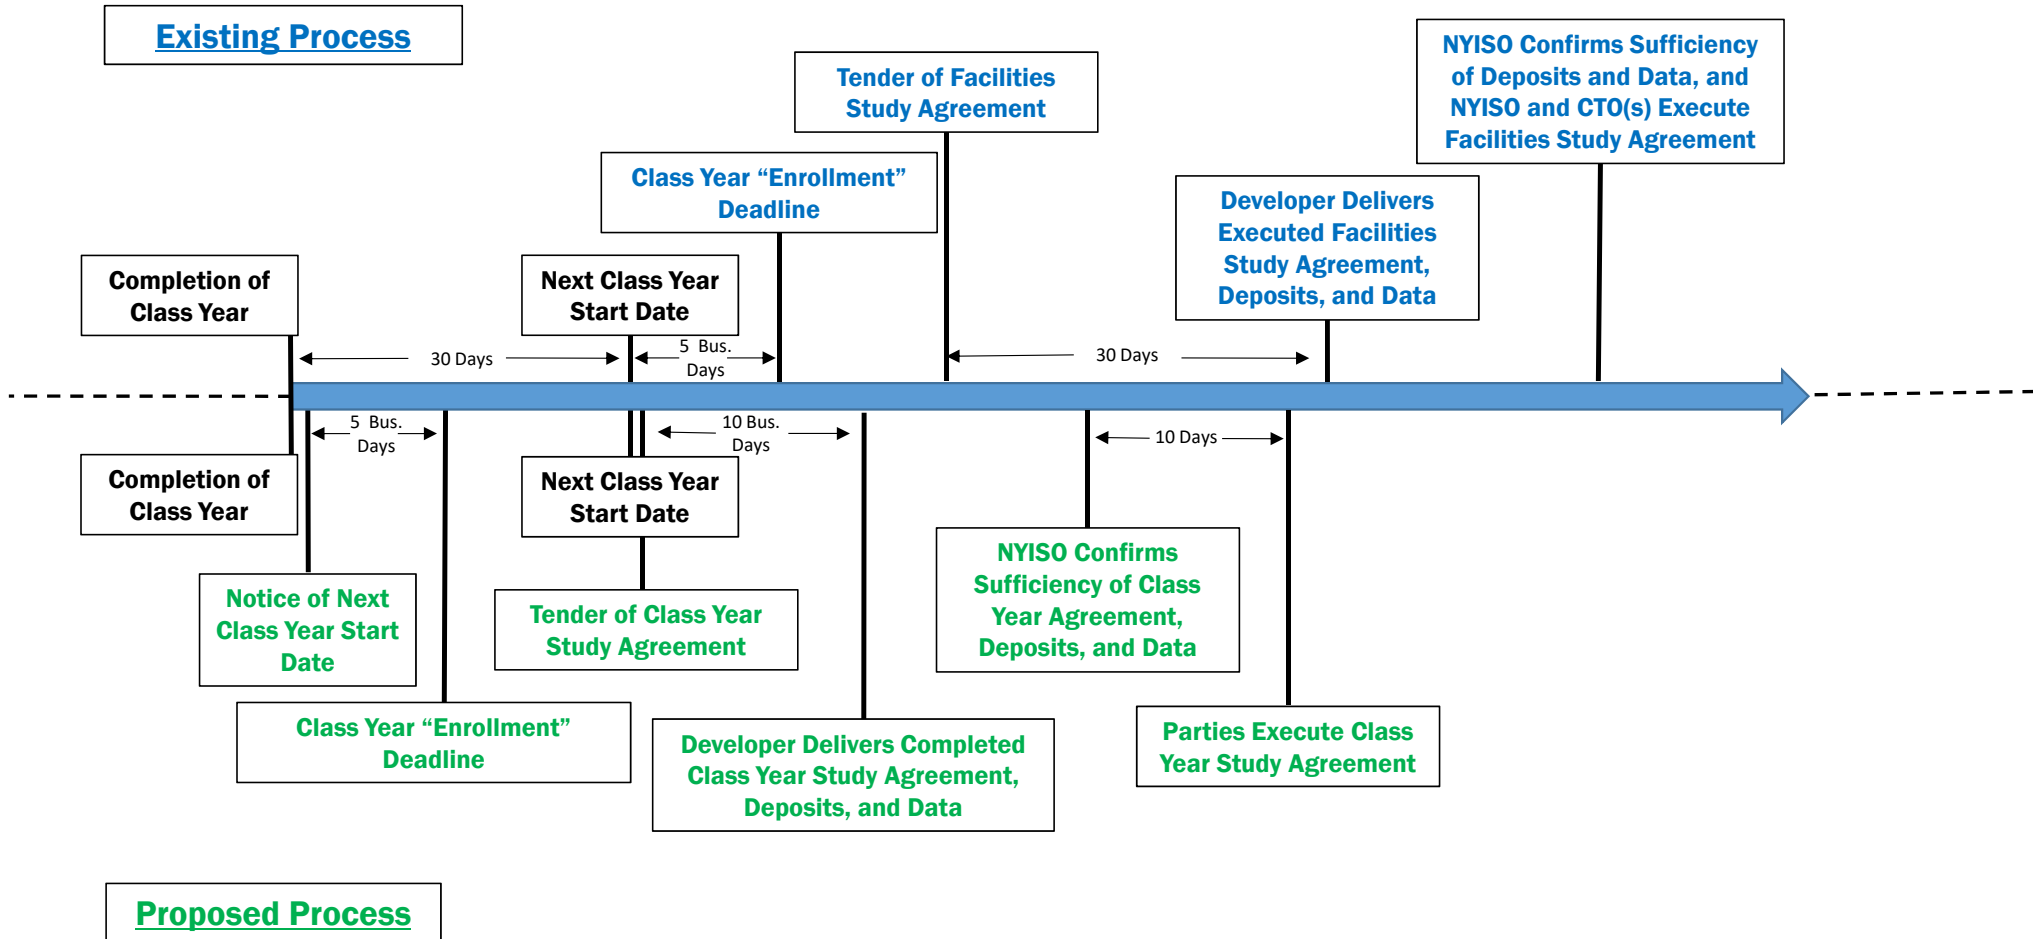 Existing Process
NYISO Confirms Sufficiency
of Deposits and Data, and
NYISO and CTO(s) Execute
Facilities Study Agreement
Tender of Facilities
Study Agreement
Class Year “Enrollment”
Deadline
Developer Delivers
Executed Facilities
Study Agreement,
Deposits, and Data
Completion of
Class Year
Next Class Year
Start Date
30 Days
5 Bus.
Days
30 Days
5 Bus.
Days
10 Bus.
Days
10 Days
Completion of
Class Year
Next Class Year
Start Date
Notice of Next
Class Year Start
Date
Tender of Class Year
Study Agreement
NYISO Confirms
Sufficiency of Class
Year Agreement,
Deposits, and Data
Class Year “Enrollment”
Deadline
Developer Delivers Completed
Class Year Study Agreement,
Deposits, and Data
Parties Execute Class
Year Study Agreement
Proposed Process